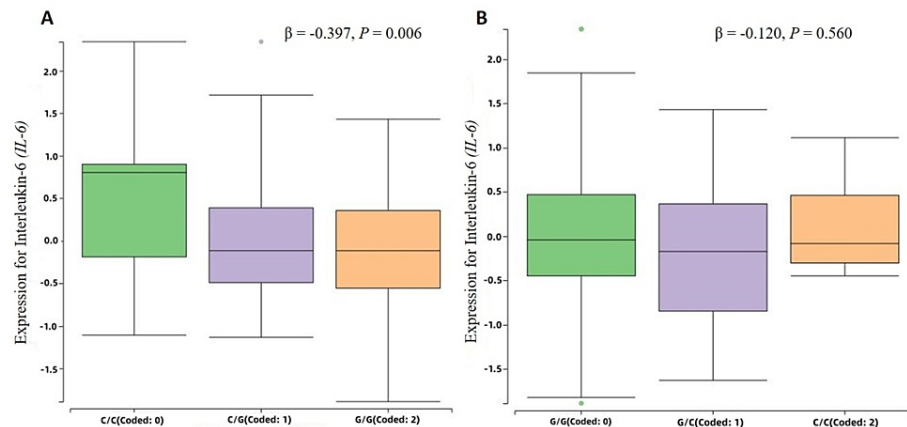 A
β = -0.397, P = 0.006
Expression for Interleukin-6 (IL-6)
2.0
1.5
1.0
0.5
0.0
-0.5
-1.0
-1.5
C/C(Coded: 0) C/G(Coded: 1) G/G(Coded: 2)
B
β = -0.120, P = 0.560
Expression for Interleukin-6 (IL-6)
2.0
1.5
1.0
0.5
0.0
-0.5
-1.0
-1.5
G/G(Coded: 0) G/C(Coded: 1) C/C(Coded: 2)